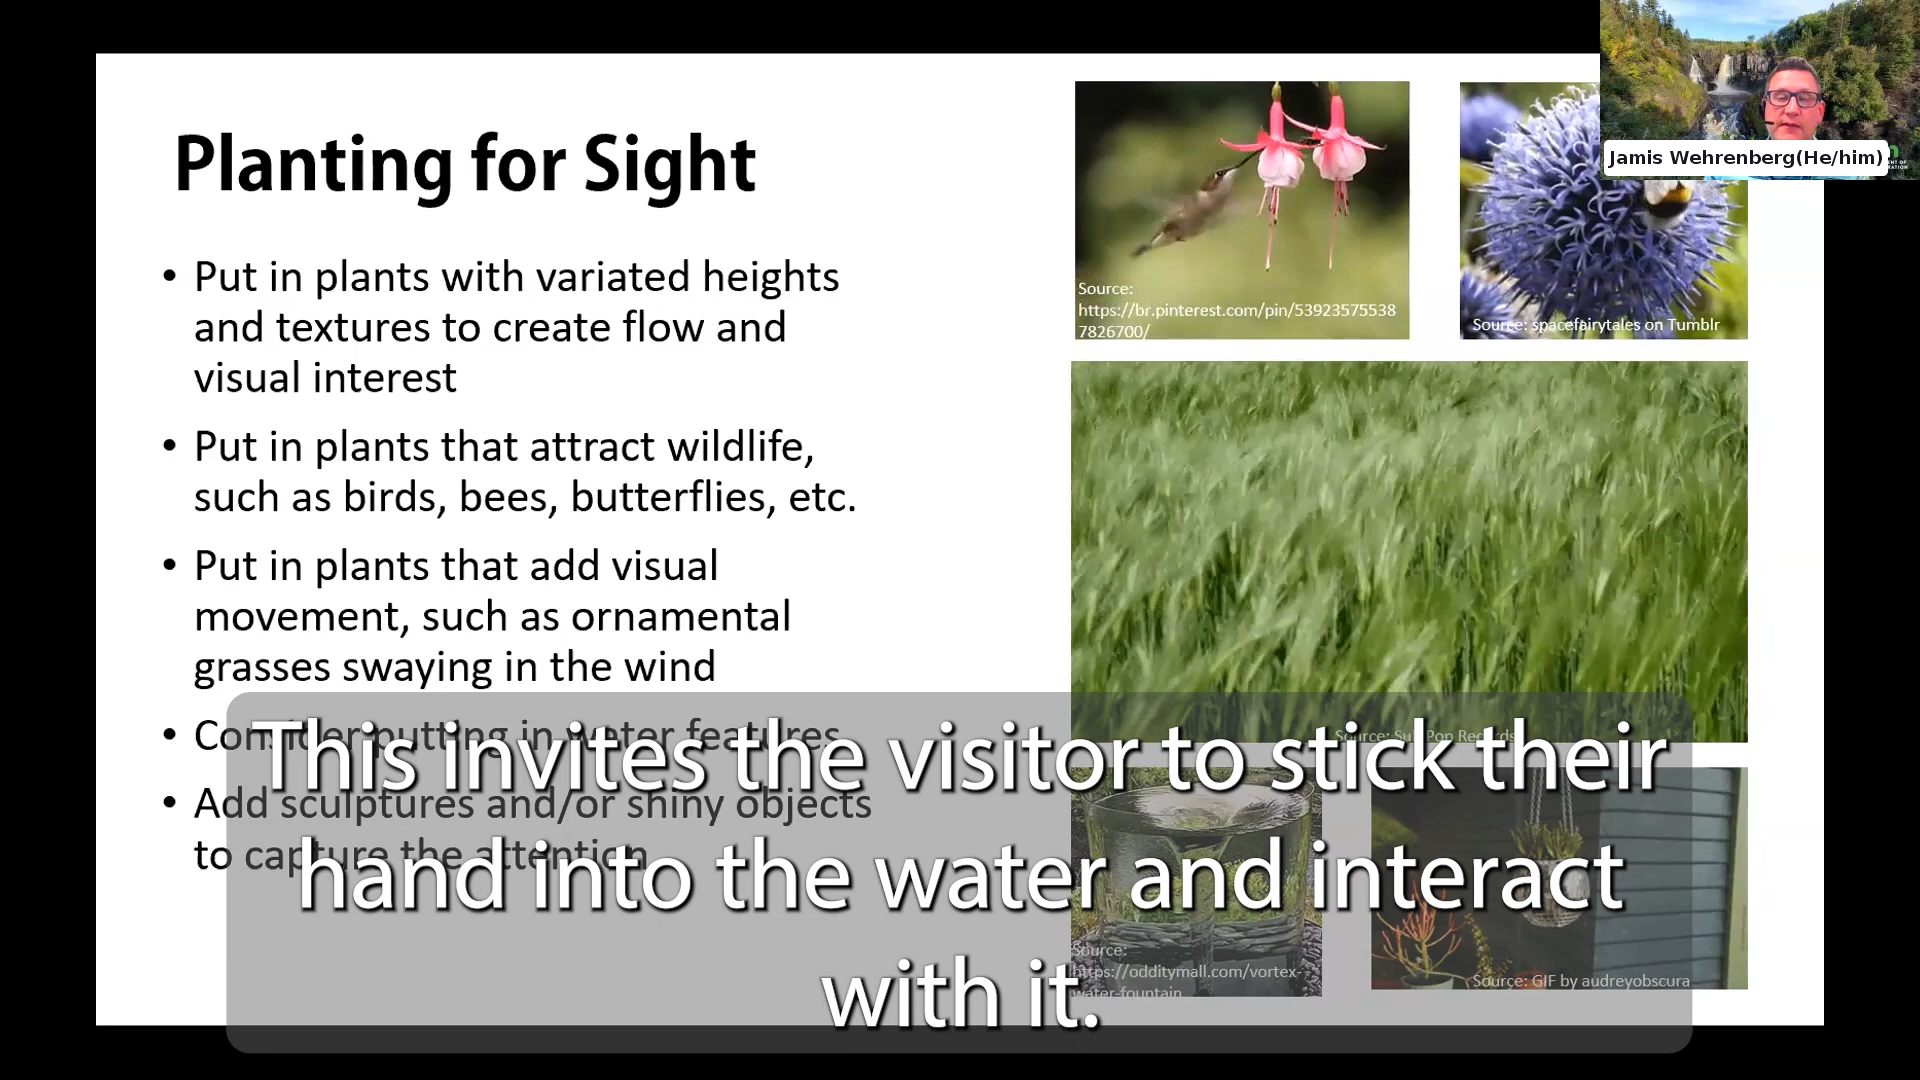 Jamis Wehrenberg(He/him)
Planting for Sight
• Put in plants with variated heights
and textures to create flow and
visual interest
• Put in plants that attract wildlife,
such as birds, bees, butterflies, etc.
• Put in plants that add visual
movement, such as ornamental
grasses swaying in the wind
• Consider putting in water features
• Add sculptures and/or shiny objects
to capture the attention
Source:
https://br.pinterest.com/pin/53923575538
7826700/
Source: spacefairytales on Tumblr
Source: Sub Pop Records
Source:
https://odditymall.com/vortex-
water-fountain
Source: GIF by audreyobscura
This invites the visitor to stick their
hand into the water and interact
with it.